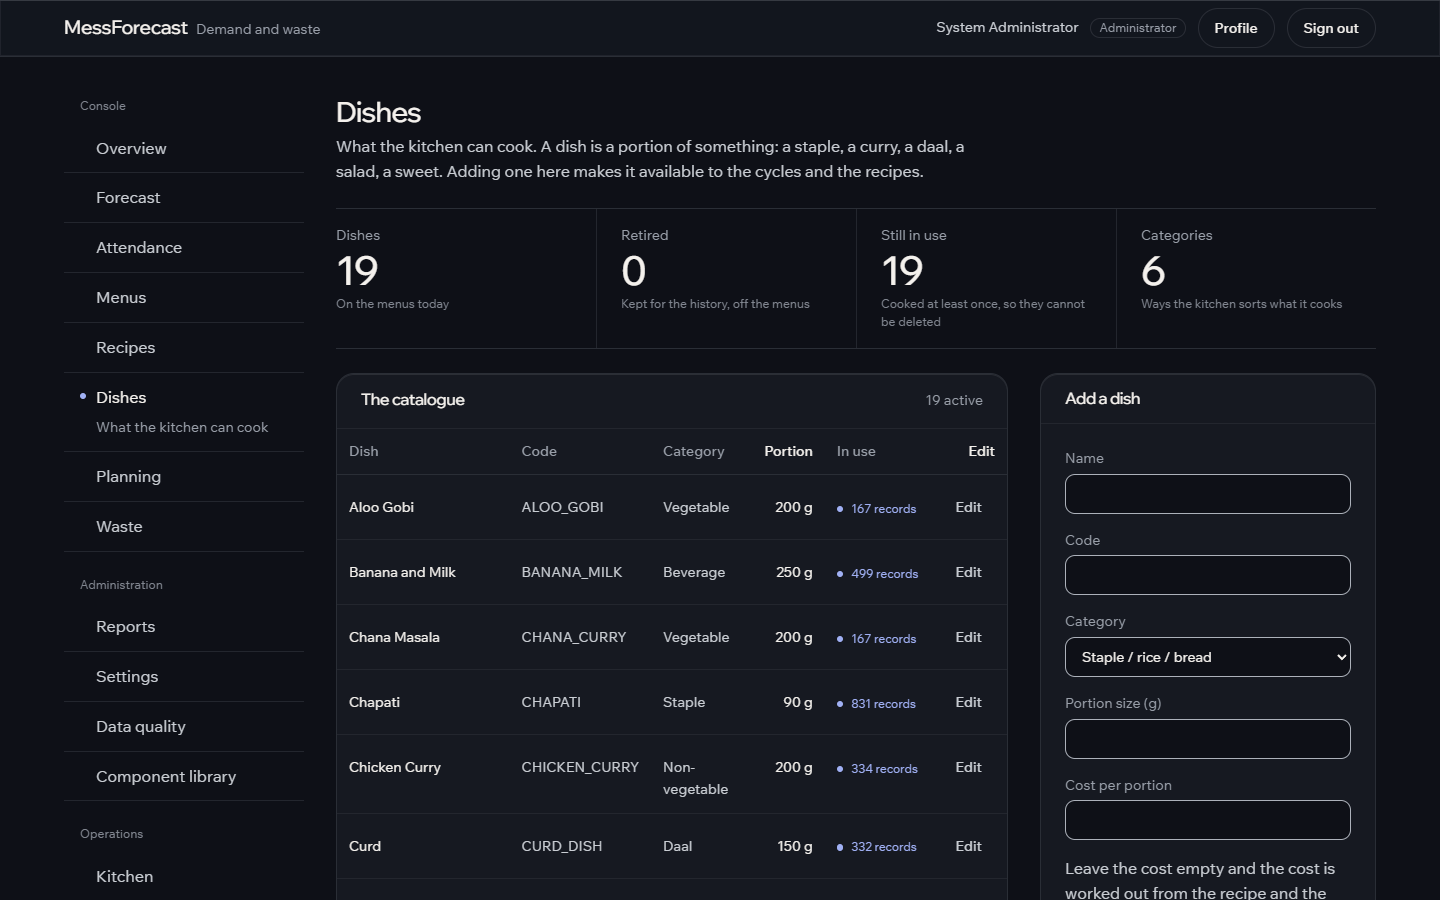 MessForecast Demand and waste
System Administrator Administrator Profile Sign out
Console
Overview
Forecast
Attendance
Menus
Recipes
Dishes
What the kitchen can cook
Planning
Waste
Administration
Reports
Settings
Data quality
Component library
Operations
Kitchen
Dishes
What the kitchen can cook. A dish is a portion of something: a staple, a curry, a daal, a
salad, a sweet. Adding one here makes it available to the cycles and the recipes.
Dishes
19
On the menus today
Retired
0
Kept for the history, off the menus
Still in use
19
Cooked at least once, so they cannot
be deleted
Categories
6
Ways the kitchen sorts what it cooks
The catalogue 19 active
Dish Code Category Portion In use Edit
Aloo Gobi ALOO_GOBI Vegetable 200 g 167 records Edit
Banana and Milk BANANA_MILK Beverage 250 g 499 records Edit
Chana Masala CHANA_CURRY Vegetable 200 g 167 records Edit
Chapati CHAPATI Staple 90 g 831 records Edit
Chicken Curry CHICKEN_CURRY Non- 200 g 334 records Edit
vegetable
Curd CURD_DISH Daal 150 g 332 records Edit
Add a dish
Name
Code
Category
Staple / rice / bread
Portion size (g)
Cost per portion
Leave the cost empty and the cost is
worked out from the recipe and the